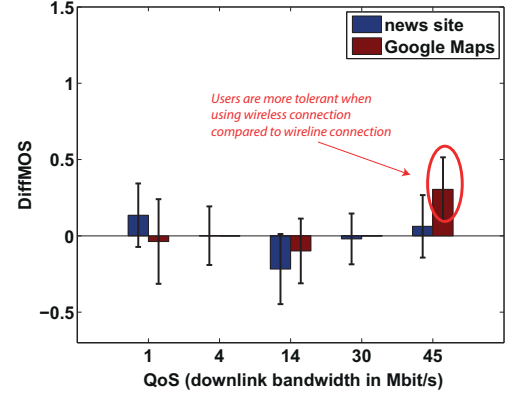 1.5
1
0.5
0
−0.5
DiffMOS
news site
Google Maps
Users are more tolerant when
using wireless connection
compared to wireline connection
1 4 14 30 45
QoS (downlink bandwidth in Mbit/s)